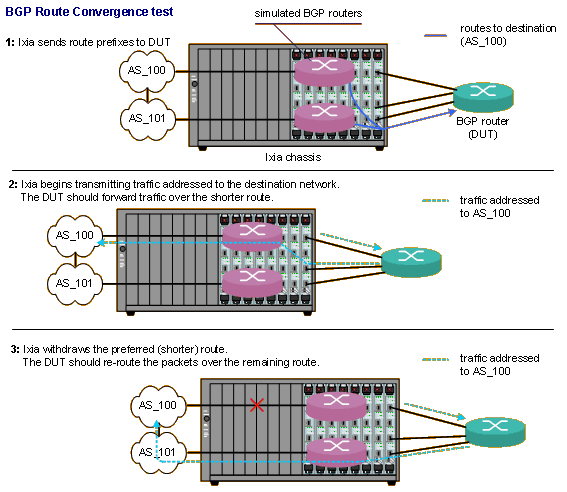 BGP Route Convergence test
simulated BGP routers
routes to destination
(AS_100)
1: Ixia sends route prefixes to DUT
AS_100
AS_101
BGP router
(DUT)
Ixia chassis
2: Ixia begins transmitting traffic addressed to the destination network.
The DUT should forward traffic over the shorter route.
traffic addressed
to AS_100
AS_100
AS_101
3: Ixia withdraws the preferred (shorter) route.
The DUT should re-route the packets over the remaining route.
traffic addressed
to AS_100
AS_100
AS_101